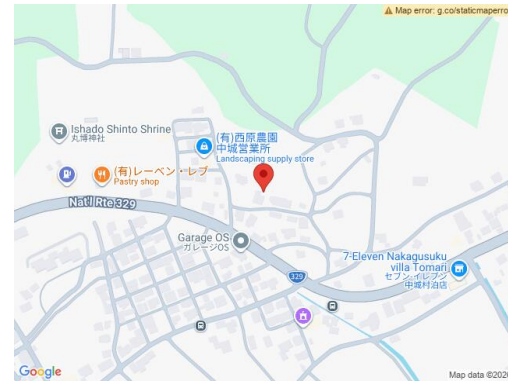 Map error: g.co/staticmaperro
Ishado Shinto Shrine
丸博神社
(有)西原農園
中城営業所
Landscaping supply store
(有)レーベン・レブ
Pastry shop
Nat'l Rte 329
Garage OS
ガレージOS
7-Eleven Nakagusuku
villa Tomari
セブン-イレブン
中城村泊店
329
Google
Map data ©2026